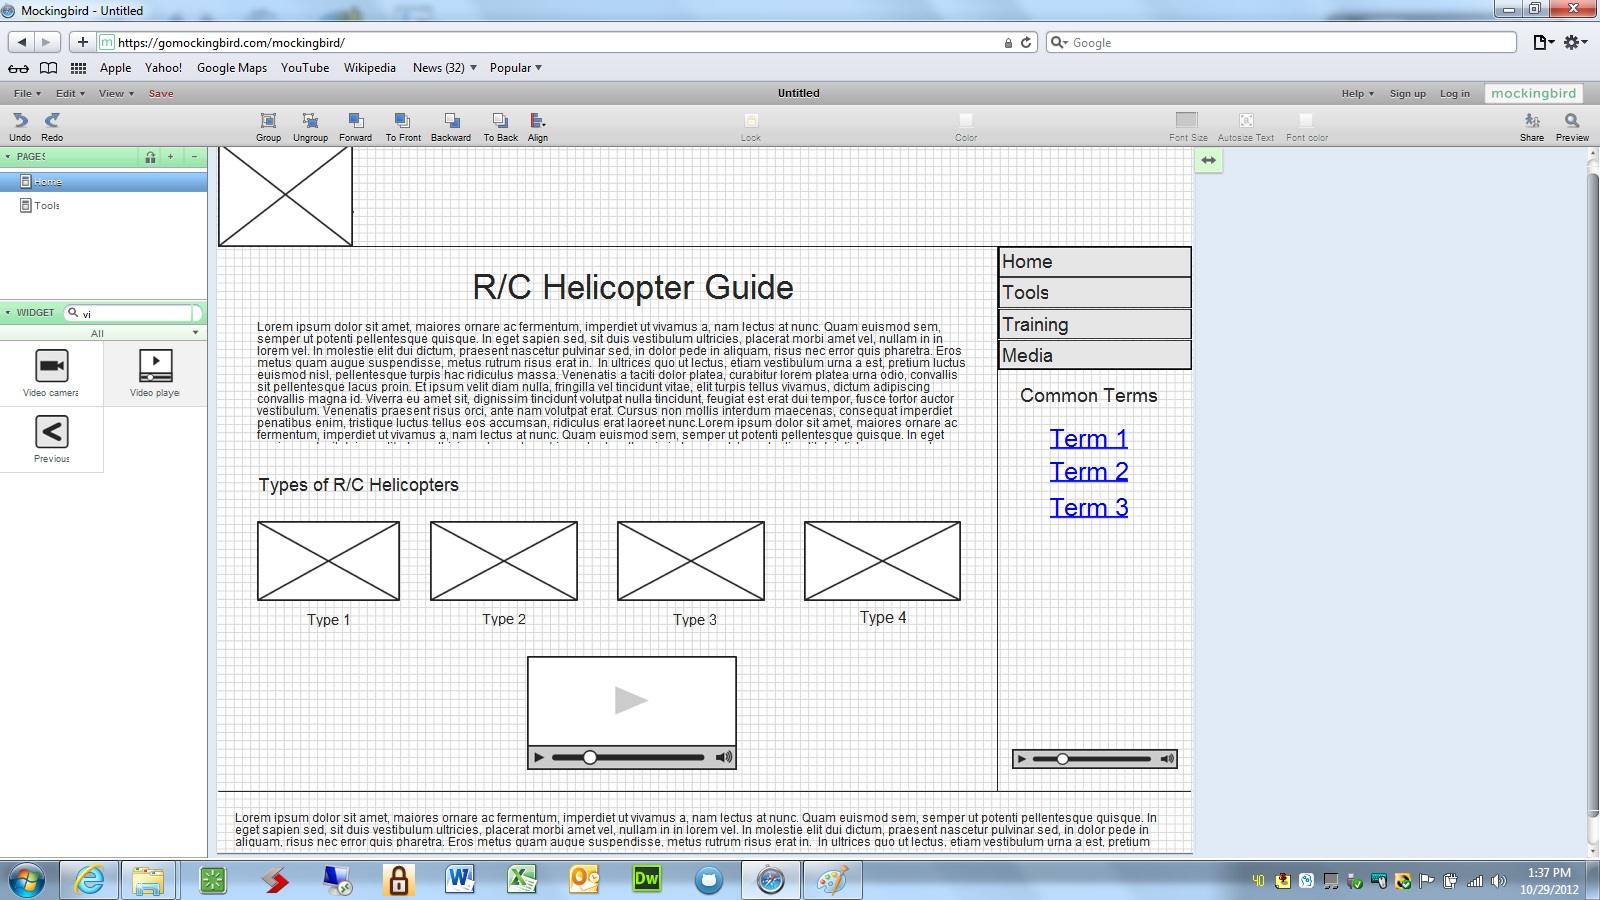 Mockingbird - Untitled
https://gomockingbird.com/mockingbird/
Google
Apple Yahoo! Google Maps YouTube Wikipedia News (32) Popular
File Edit View Save Untitled Help Sign up Log in mockingbird
Undo Redo Group Ungroup Forward To Front Backward To Back Align Lock Color Font Size Autosize Text Font color Share Preview
PAGES
Home
Tools
WIDGET vi
All
Video camera Video playe
Previous
R/C Helicopter Guide
Lorem ipsum dolor sit amet, maiores ornare ac fermentum, imperdiet ut vivamus a, nam lectus at nunc. Quam euismod sem,
semper ut potenti pellentesque quisque. In eget sapien sed, sit duis vestibulum ultricies, placerat morbi amet vel, nullam in in
lorem vel. In molestie elit dui dictum, praesent nascetur pulvinar sed, in dolor pede in aliquam, risus nec error quis pharetra. Eros
metus quam augue suspendisse, metus rutrum risus erat in.  In ultrices quo ut lectus, etiam vestibulum urna a est, pretium luctus
euismod nisl, pellentesque turpis hac ridiculus massa. Venenatis a taciti dolor platea, curabitur lorem platea urna odio, convallis
sit pellentesque lacus proin. Et ipsum velit diam nulla, fringilla vel tincidunt vitae, elit turpis tellus vivamus, dictum adipiscing
convallis magna id. Viverra eu amet sit, dignissim tincidunt volutpat nulla tincidunt, feugiat est erat dui tempor, fusce tortor auctor
vestibulum. Venenatis praesent risus orci, ante nam volutpat erat. Cursus non mollis interdum maecenas, consequat imperdiet
penatibus enim, tristique luctus tellus eos accumsan, ridiculus erat laoreet nunc.Lorem ipsum dolor sit amet, maiores ornare ac
fermentum, imperdiet ut vivamus a, nam lectus at nunc. Quam euismod sem, semper ut potenti pellentesque quisque. In eget
Types of R/C Helicopters
Type 1 Type 2 Type 3 Type 4
Home
Tools
Training
Media
Common Terms
Term 1
Term 2
Term 3
Lorem ipsum dolor sit amet, maiores ornare ac fermentum, imperdiet ut vivamus a, nam lectus at nunc. Quam euismod sem, semper ut potenti pellentesque quisque. In
eget sapien sed, sit duis vestibulum ultricies, placerat morbi amet vel, nullam in in lorem vel. In molestie elit dui dictum, praesent nascetur pulvinar sed, in dolor pede in
aliquam, risus nec error quis pharetra. Eros metus quam augue suspendisse, metus rutrum risus erat in.  In ultrices quo ut lectus, etiam vestibulum urna a est, pretium
Dw
40
1:37 PM
10/29/2012